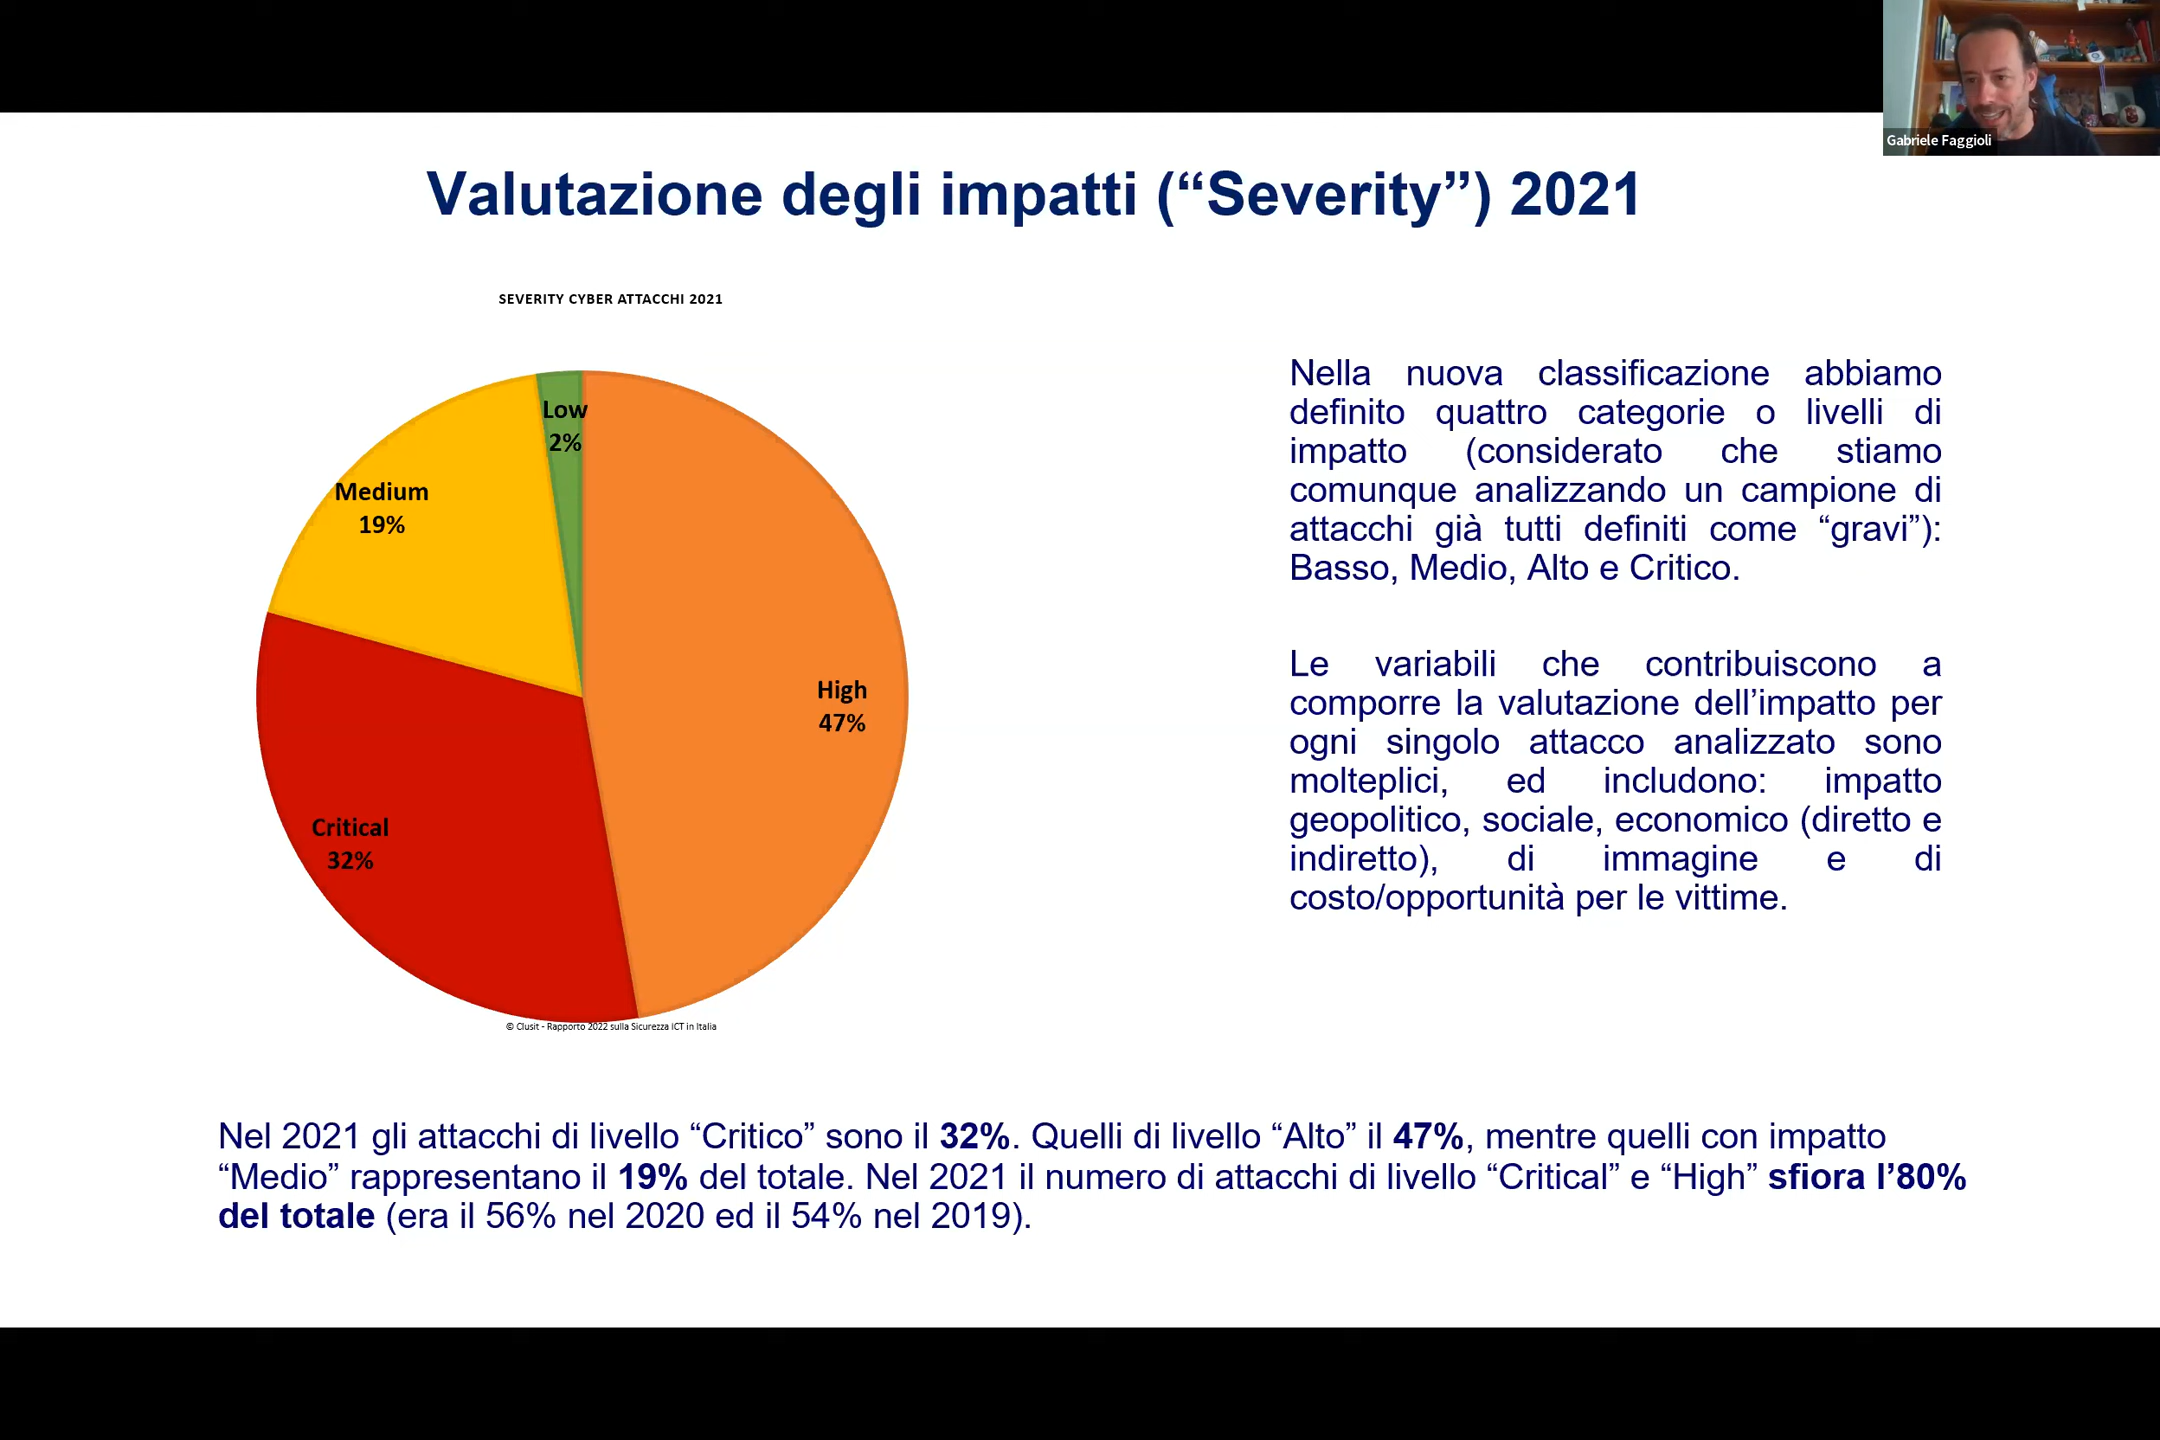 Gabriele Faggioli
Valutazione degli impatti (“Severity”) 2021
SEVERITY CYBER ATTACCHI 2021
Low
2%
Medium
19%
High
47%
Critical
32%
© Clusit - Rapporto 2022 sulla Sicurezza ICT in Italia
Nella nuova classificazione abbiamo
definito quattro categorie o livelli di
impatto (considerato che stiamo
comunque analizzando un campione di
attacchi già tutti definiti come “gravi”):
Basso, Medio, Alto e Critico.
Le variabili che contribuiscono a
comporre la valutazione dell’impatto per
ogni singolo attacco analizzato sono
molteplici, ed includono: impatto
geopolitico, sociale, economico (diretto e
indiretto), di immagine e di
costo/opportunità per le vittime.
Nel 2021 gli attacchi di livello “Critico” sono il 32%. Quelli di livello “Alto” il 47%, mentre quelli con impatto
“Medio” rappresentano il 19% del totale. Nel 2021 il numero di attacchi di livello “Critical” e “High” sfiora l’80%
del totale (era il 56% nel 2020 ed il 54% nel 2019).